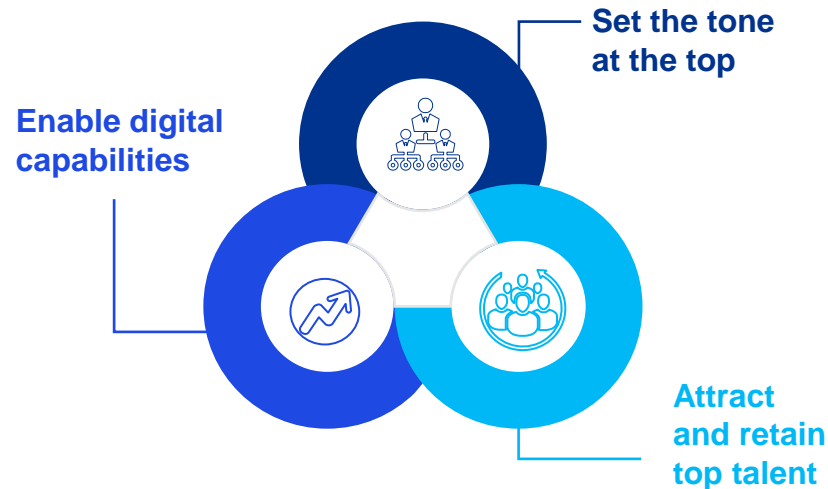 Set the tone
at the top
Enable digital
capabilities
Attract
and retain
top talent